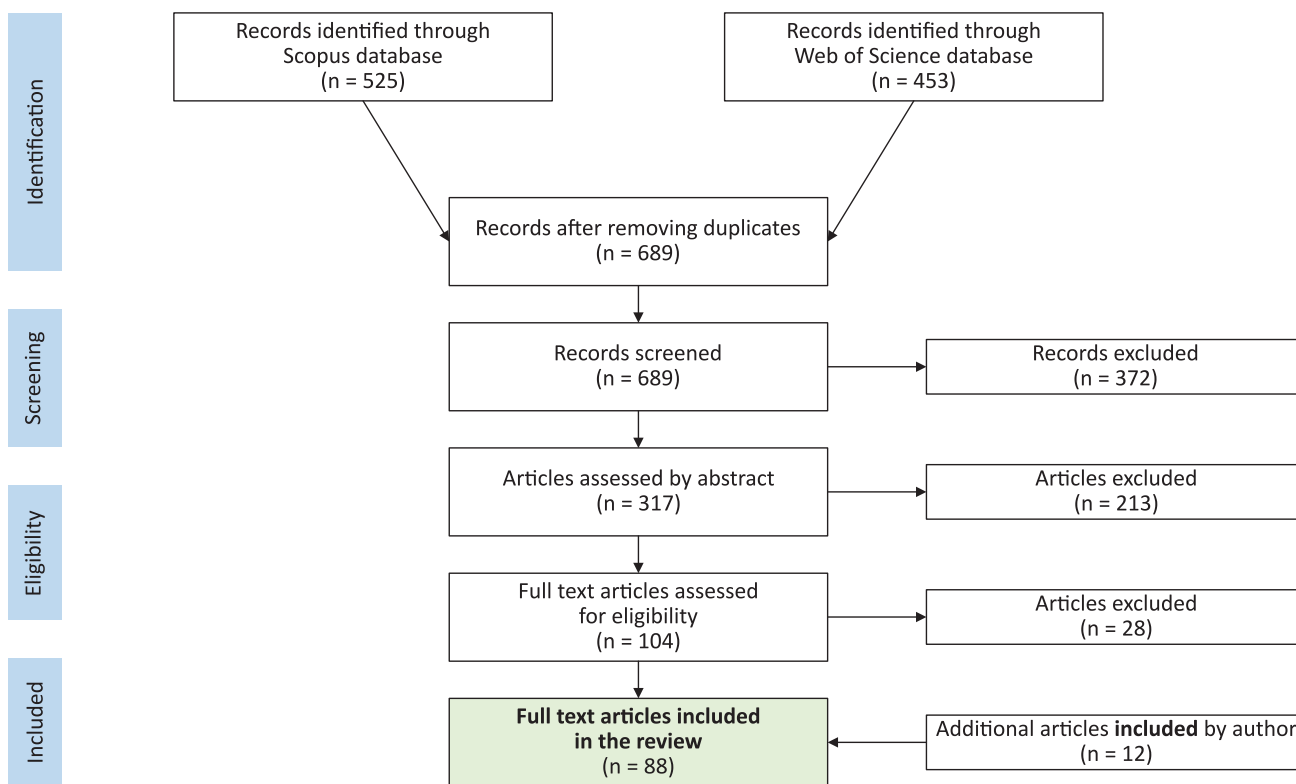 Identification
Records identified through
Scopus database
(n = 525)
Records identified through
Web of Science database
(n = 453)
Records after removing duplicates
(n = 689)
Screening
Records screened
(n = 689)
Records excluded
(n = 372)
Eligibility
Articles assessed by abstract
(n = 317)
Articles excluded
(n = 213)
Full text articles assessed
for eligibility
(n = 104)
Articles excluded
(n = 28)
Included
Full text articles included
in the review
(n = 88)
Additional articles included by author
(n = 12)